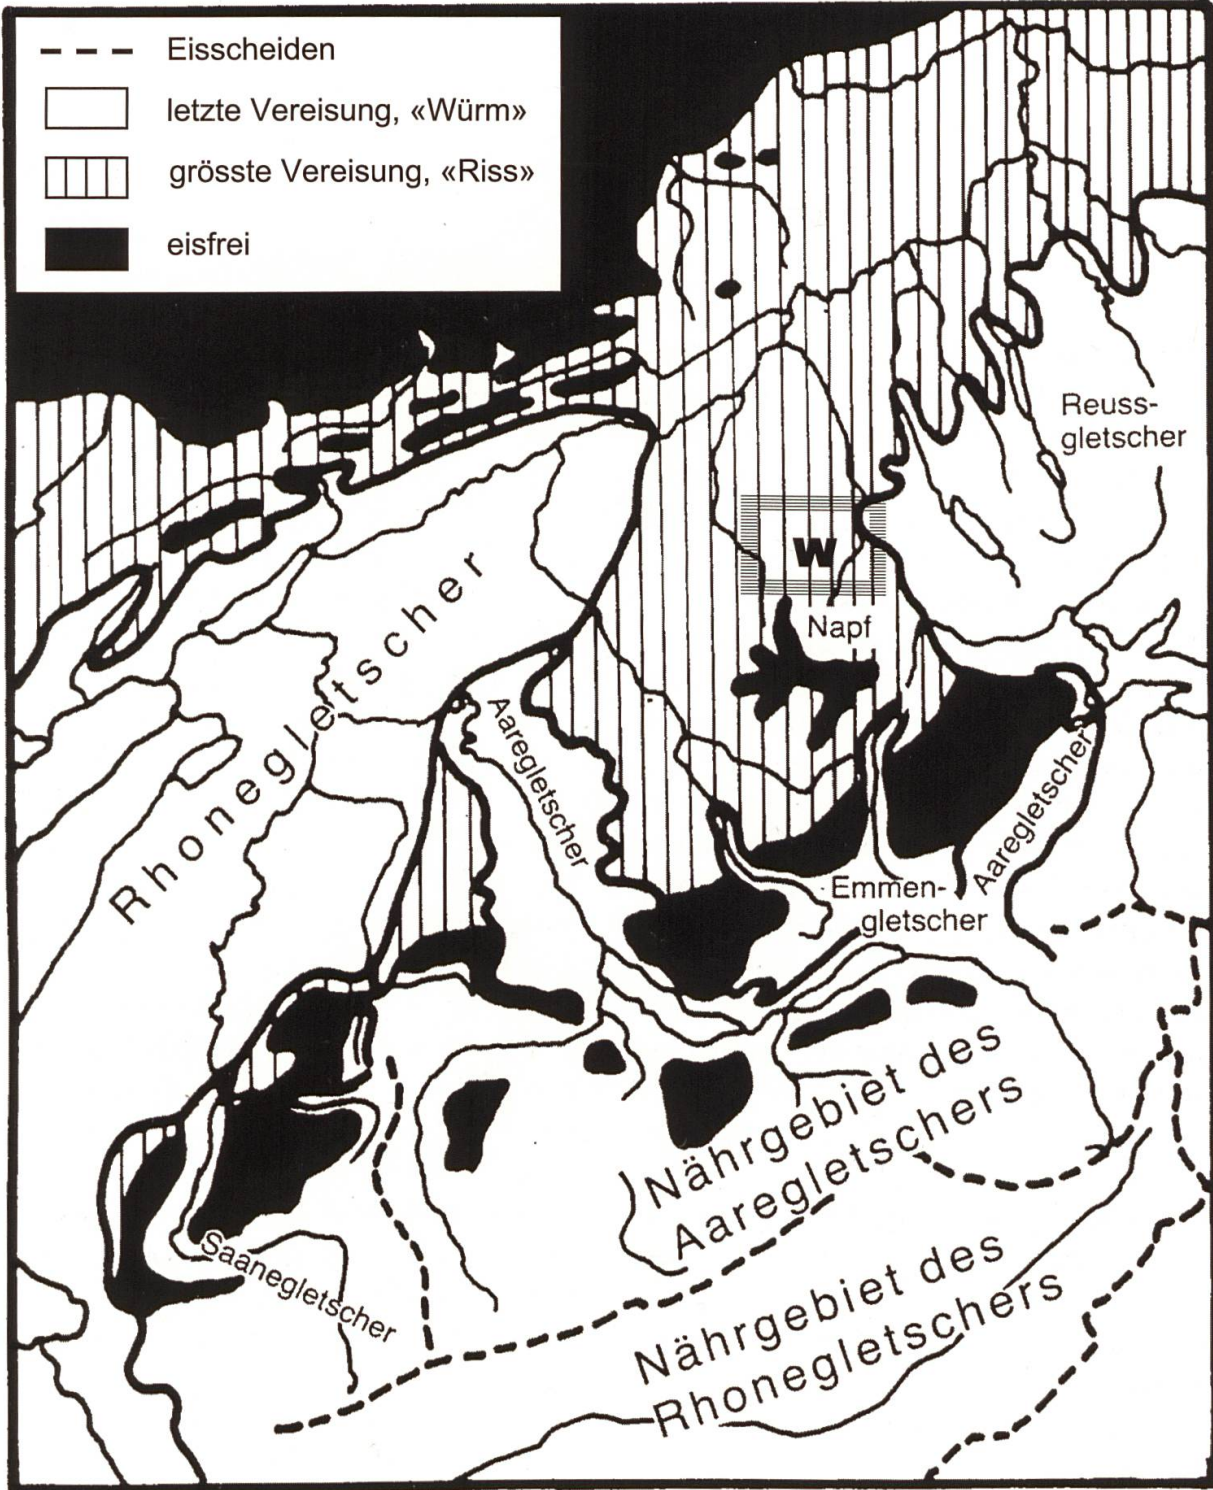 Eisscheiden
letzte Vereisung, «Würm»
grösste Vereisung, «Riss»
eisfrei
Reuss-
gletscher
W
Napf
Rhonegletscher
Aaregletscher
Aaregletscher
Emmen-
gletscher
Nährgebiet des
Aaregletschers
Saanegletscher
Nährgebiet des
Rhonegletschers